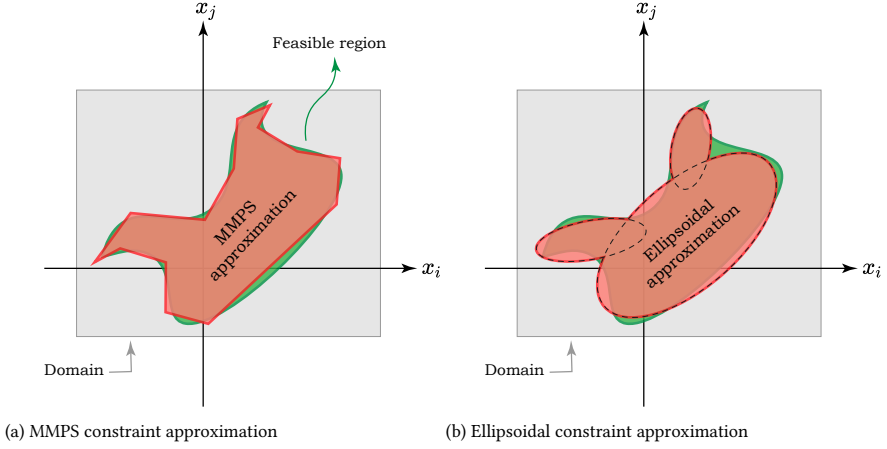 x_j
Feasible region
MMPS
approximation
x_i
Domain
(a) MMPS constraint approximation
x_j
Ellipsoidal
approximation
x_i
Domain
(b) Ellipsoidal constraint approximation